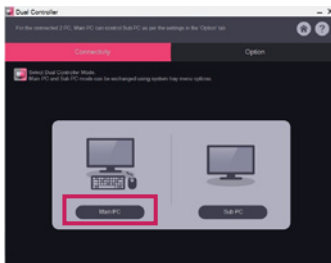 Dual Controller
For the connected 2 PC, Main PC can control Sub PC as per the settings in the 'Option' tab.
Connectivity
Option
Select Dual Controller Mode.
Main PC and Sub PC mode can be exchanged using system tray menu options.
Main PC
Sub PC